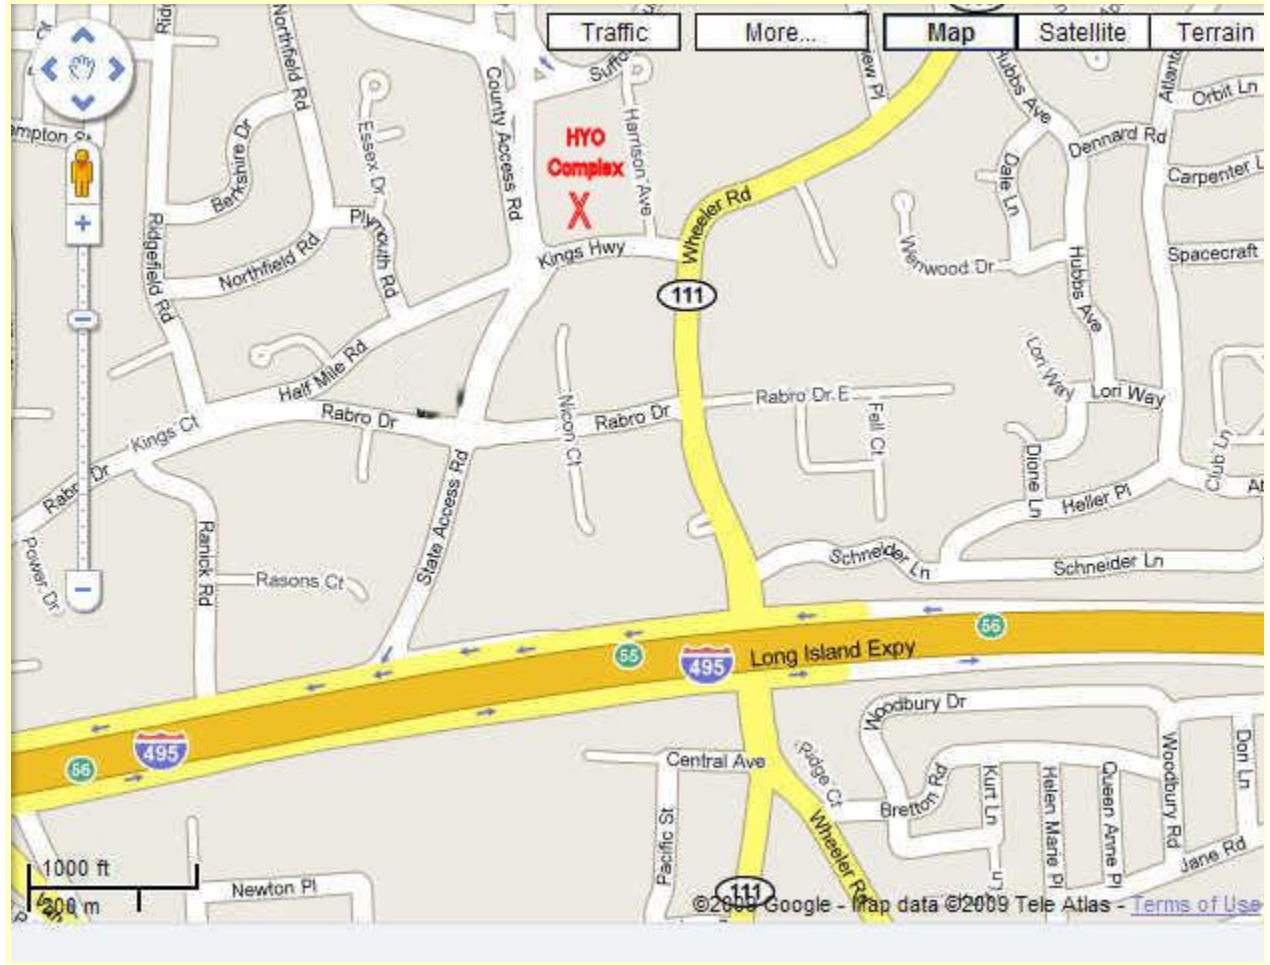 Traffic
More...
Map
Satellite
Terrain
Northfield Rd
County Access Rd
Harrison Ave
Hubbs Ave
Orbit Ln
Dennard Rd
Carpenter
HYO
Complex
X
Berkshire Dr
Essex Dr
Dale Ln
Wheeler Rd
Ridgefield Rd
Plymouth Rd
Northfield Rd
Kings Hwy
Wenwood Dr
Hubbs Ave
Spacecraft
111
Half Mile Rd
Lori Way
Lori Way
Rabro Dr
Nicon Ct
Rabro Dr
Rabro Dr E
Fell Ct
Kings Ct
Club Ln
Dione Ln
Heller Pl
State Access Rd
Ranick Rd
Power Dr
Rasons Ct
Schneider Ln
Schneider Ln
56
55
495
Long Island Expy
495
56
Woodbury Dr
Central Ave
Ridge Ct
Bretton Rd
Kurt Ln
Helen Marie Pl
Queen Anne Pl
Woodbury Rd
Don Ln
Pacific St
Wheeler Rd
Jane Rd
1000 ft
200 m
Newton Pl
111
©2009 Google - Map data ©2009 Tele Atlas - Terms of Use